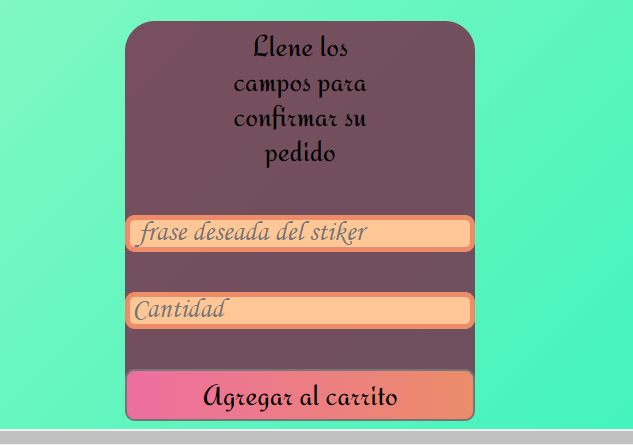 Llene los
campos para
confirmar su
pedido
frase deseada del stiker
Cantidad
Agregar al carrito